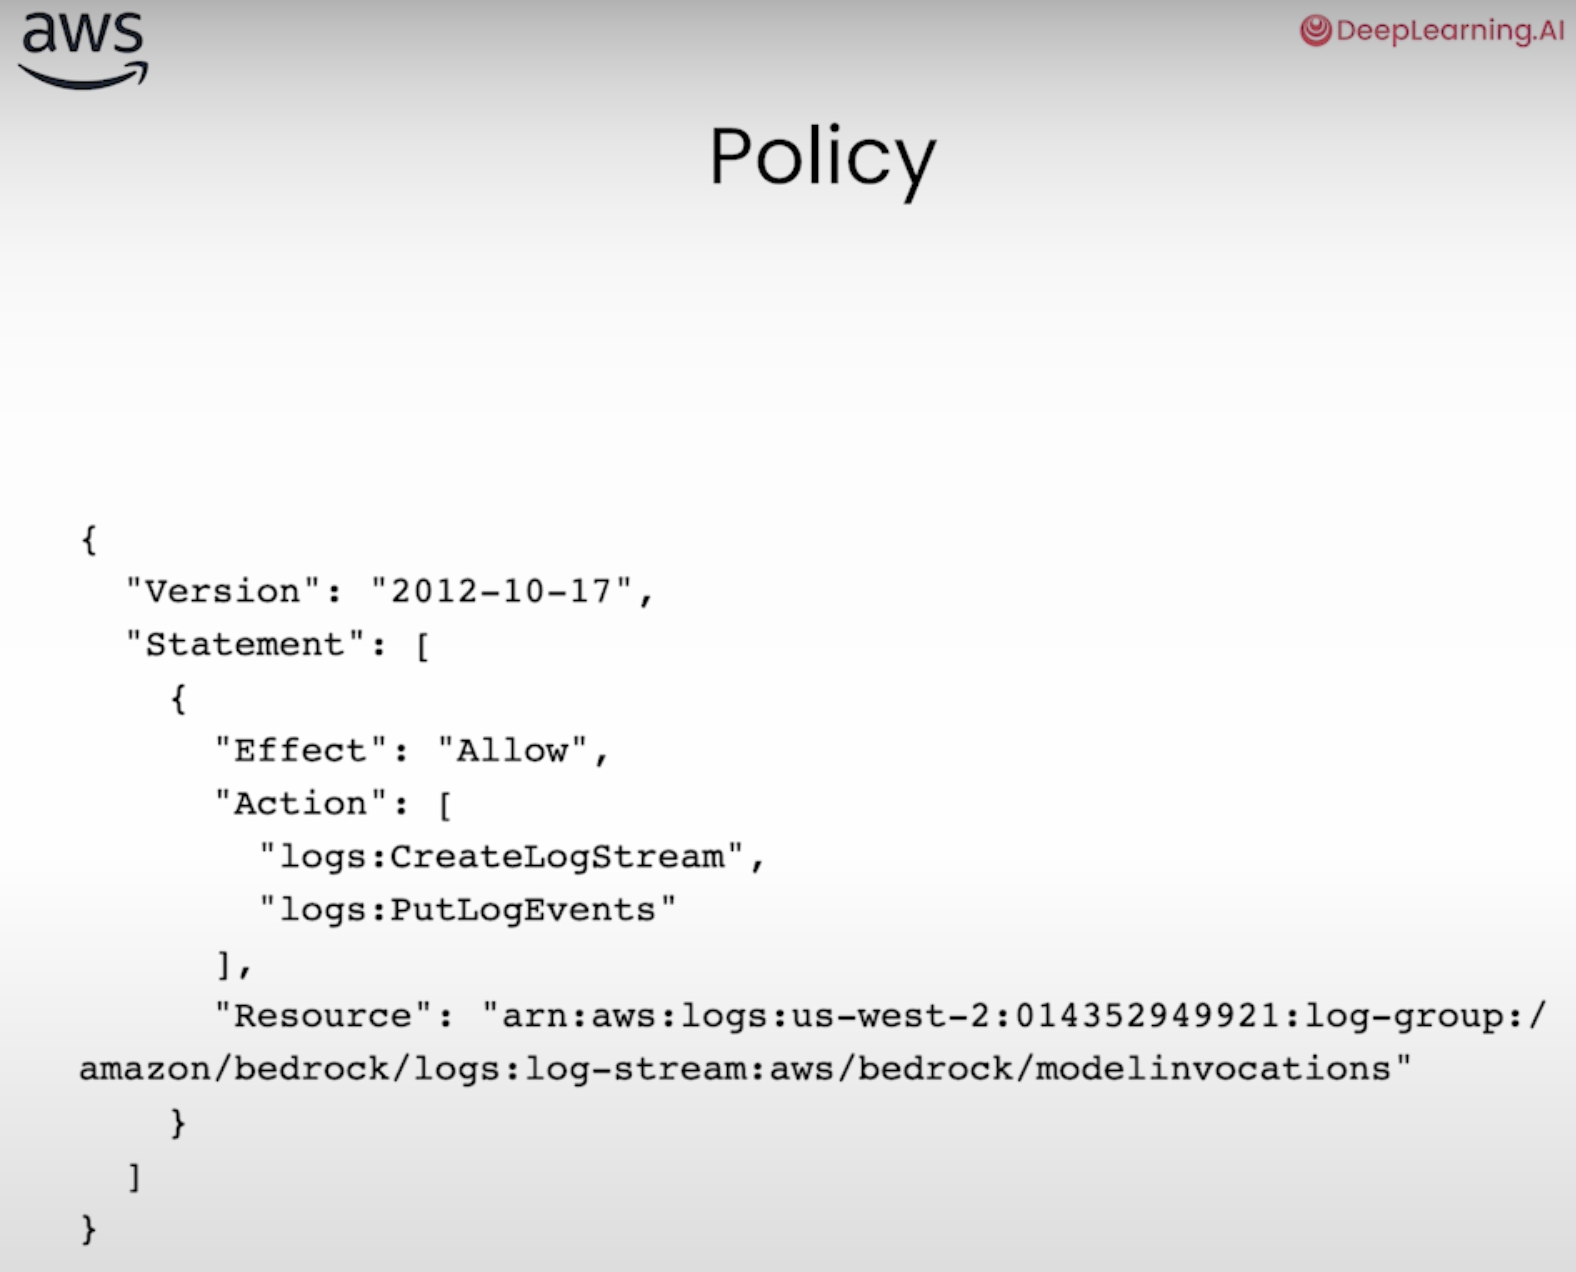 aws
DeepLearning.AI
Policy
{
"Version": "2012-10-17",
"Statement": [
{
"Effect": "Allow",
"Action": [
"logs:CreateLogStream",
"logs:PutLogEvents"
],
"Resource": "arn:aws:logs:us-west-2:014352949921:log-group:/
amazon/bedrock/logs:log-stream:aws/bedrock/modelinvocations"
}
]
}